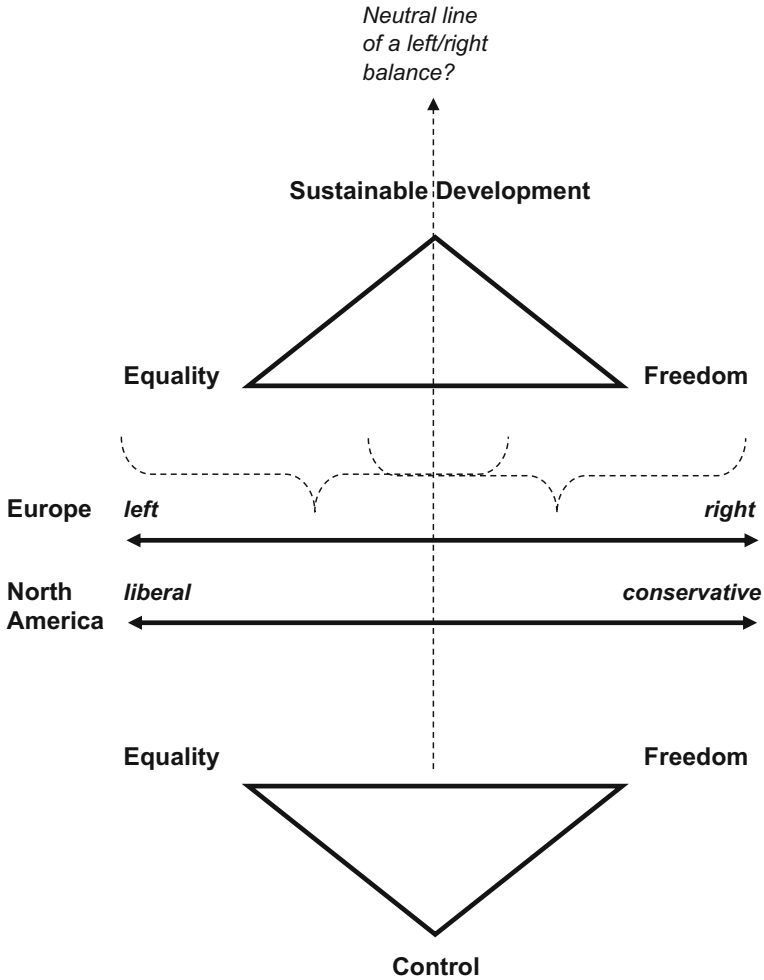 Neutral line
of a left/right
balance?
Sustainable Development
Equality
Freedom
Europe
left
right
North
America
liberal
conservative
Equality
Freedom
Control